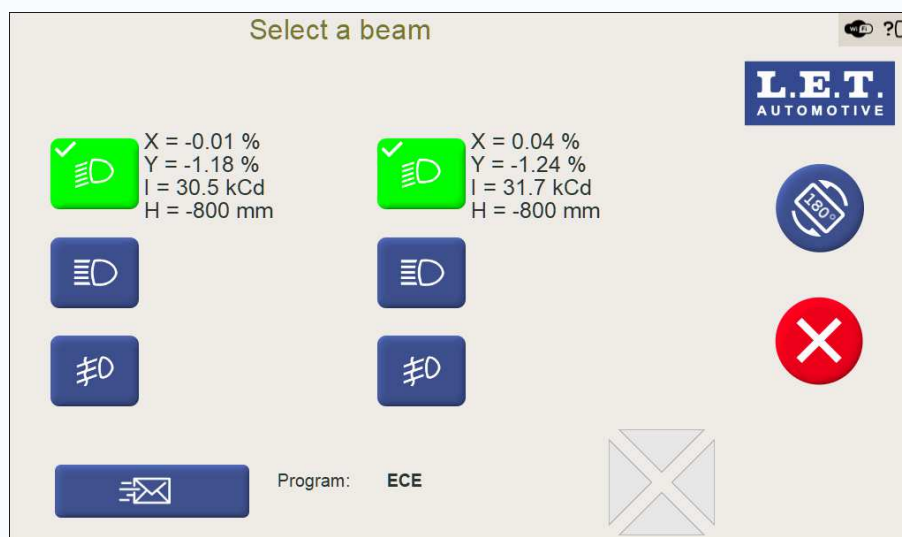 Select a beam
WiFi ?
L.E.T.
AUTOMOTIVE
X = -0.01 %
Y = -1.18 %
I = 30.5 kCd
H = -800 mm
X = 0.04 %
Y = -1.24 %
I = 31.7 kCd
H = -800 mm
180°
Program: ECE